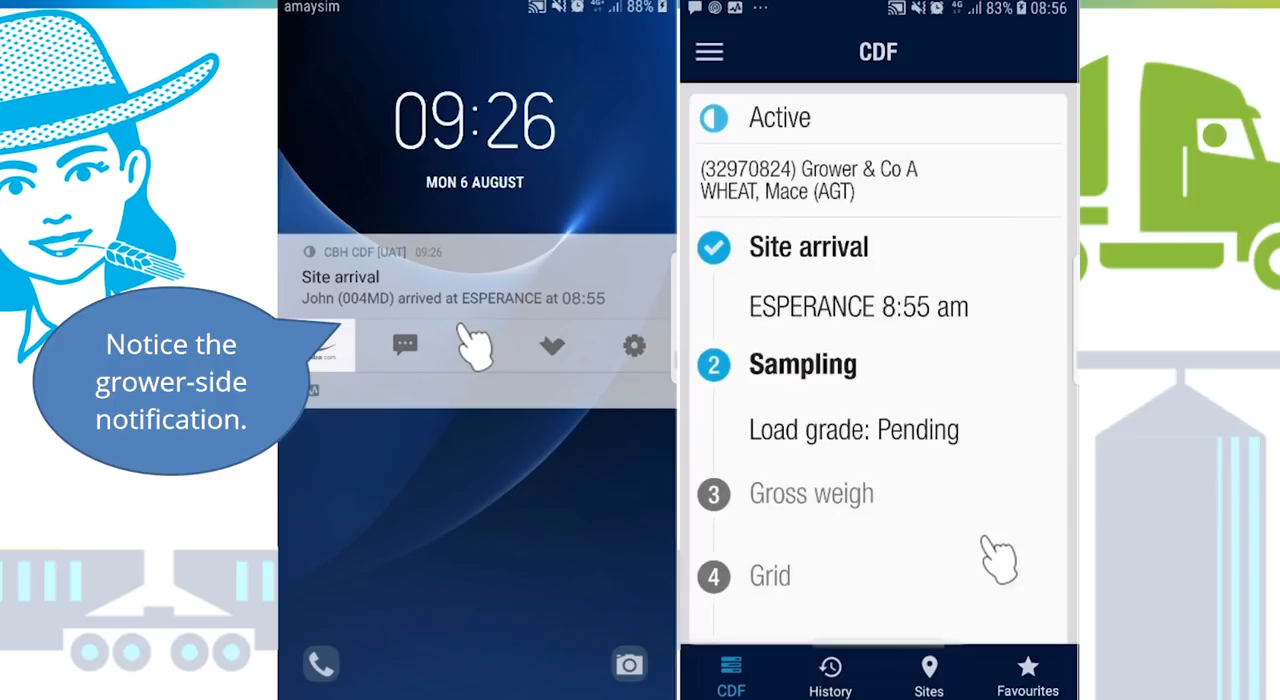 amaysim
4G+
88%
09:26
MON 6 AUGUST
CBH CDF [UAT] 09:26
Site arrival
John (004MD) arrived at ESPERANCE at 08:55
Notice the
grower-side
notification.
4G
83%
08:56
CDF
Active
(32970824) Grower & Co A
WHEAT, Mace (AGT)
Site arrival
ESPERANCE 8:55 am
2 Sampling
Load grade: Pending
3 Gross weigh
4 Grid
CDF
History
Sites
Favourites